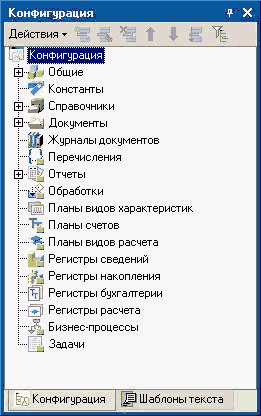 Конфигурация
Действия
Конфигурация
Общие
Константы
Справочники
Документы
Журналы документов
Перечисления
Отчеты
Обработки
Планы видов характеристик
Планы счетов
Планы видов расчета
Регистры сведений
Регистры накопления
Регистры бухгалтерии
Регистры расчета
Бизнес-процессы
Задачи
Конфигурация Шаблоны текста